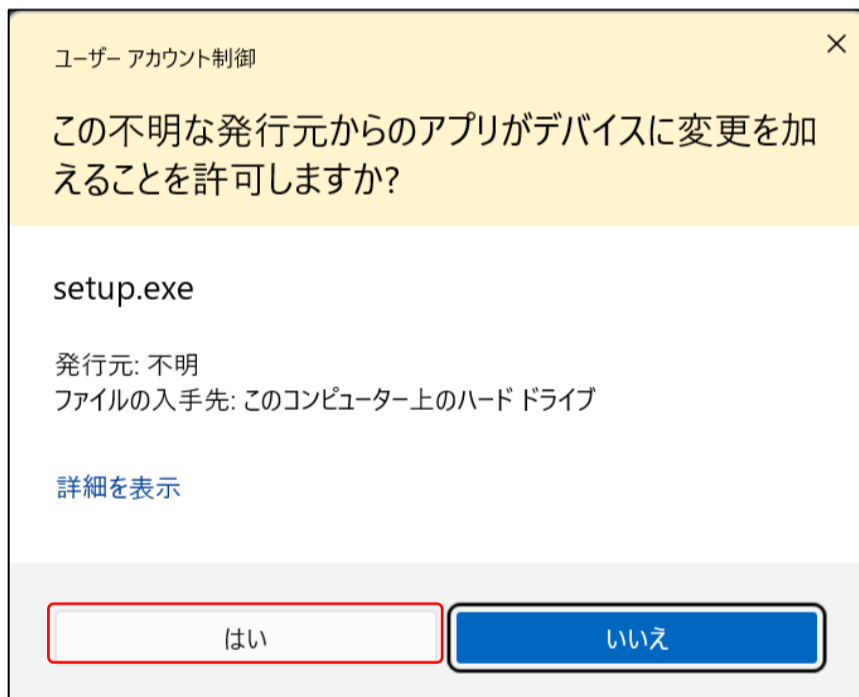 ユーザー アカウント制御
この不明な発行元からのアプリがデバイスに変更を加
えることを許可しますか?
setup.exe
発行元: 不明
ファイルの入手先: このコンピューター上のハード ドライブ
詳細を表示
はい
いいえ